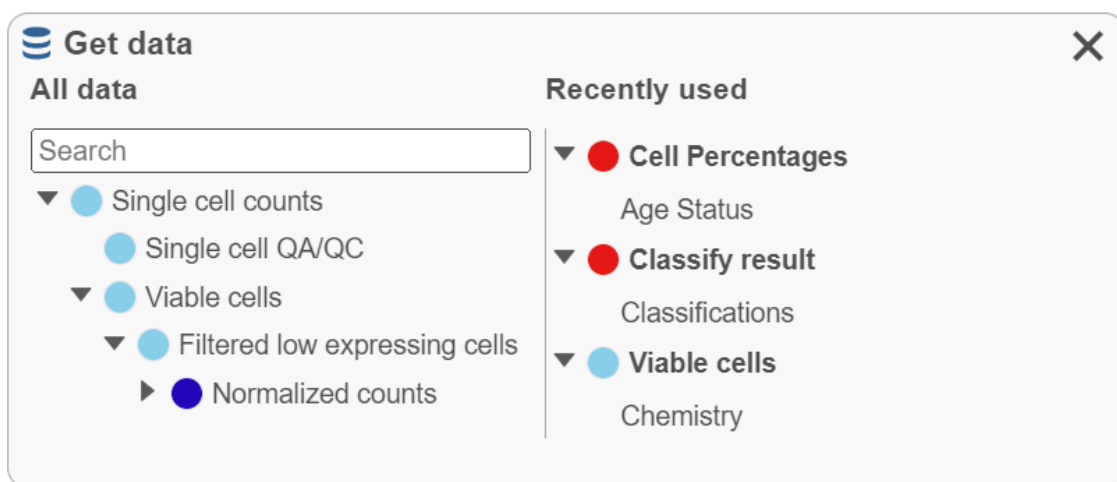 Get data
All data
Search
Single cell counts
Single cell QA/QC
Viable cells
Filtered low expressing cells
Normalized counts
Recently used
Cell Percentages
Age Status
Classify result
Classifications
Viable cells
Chemistry